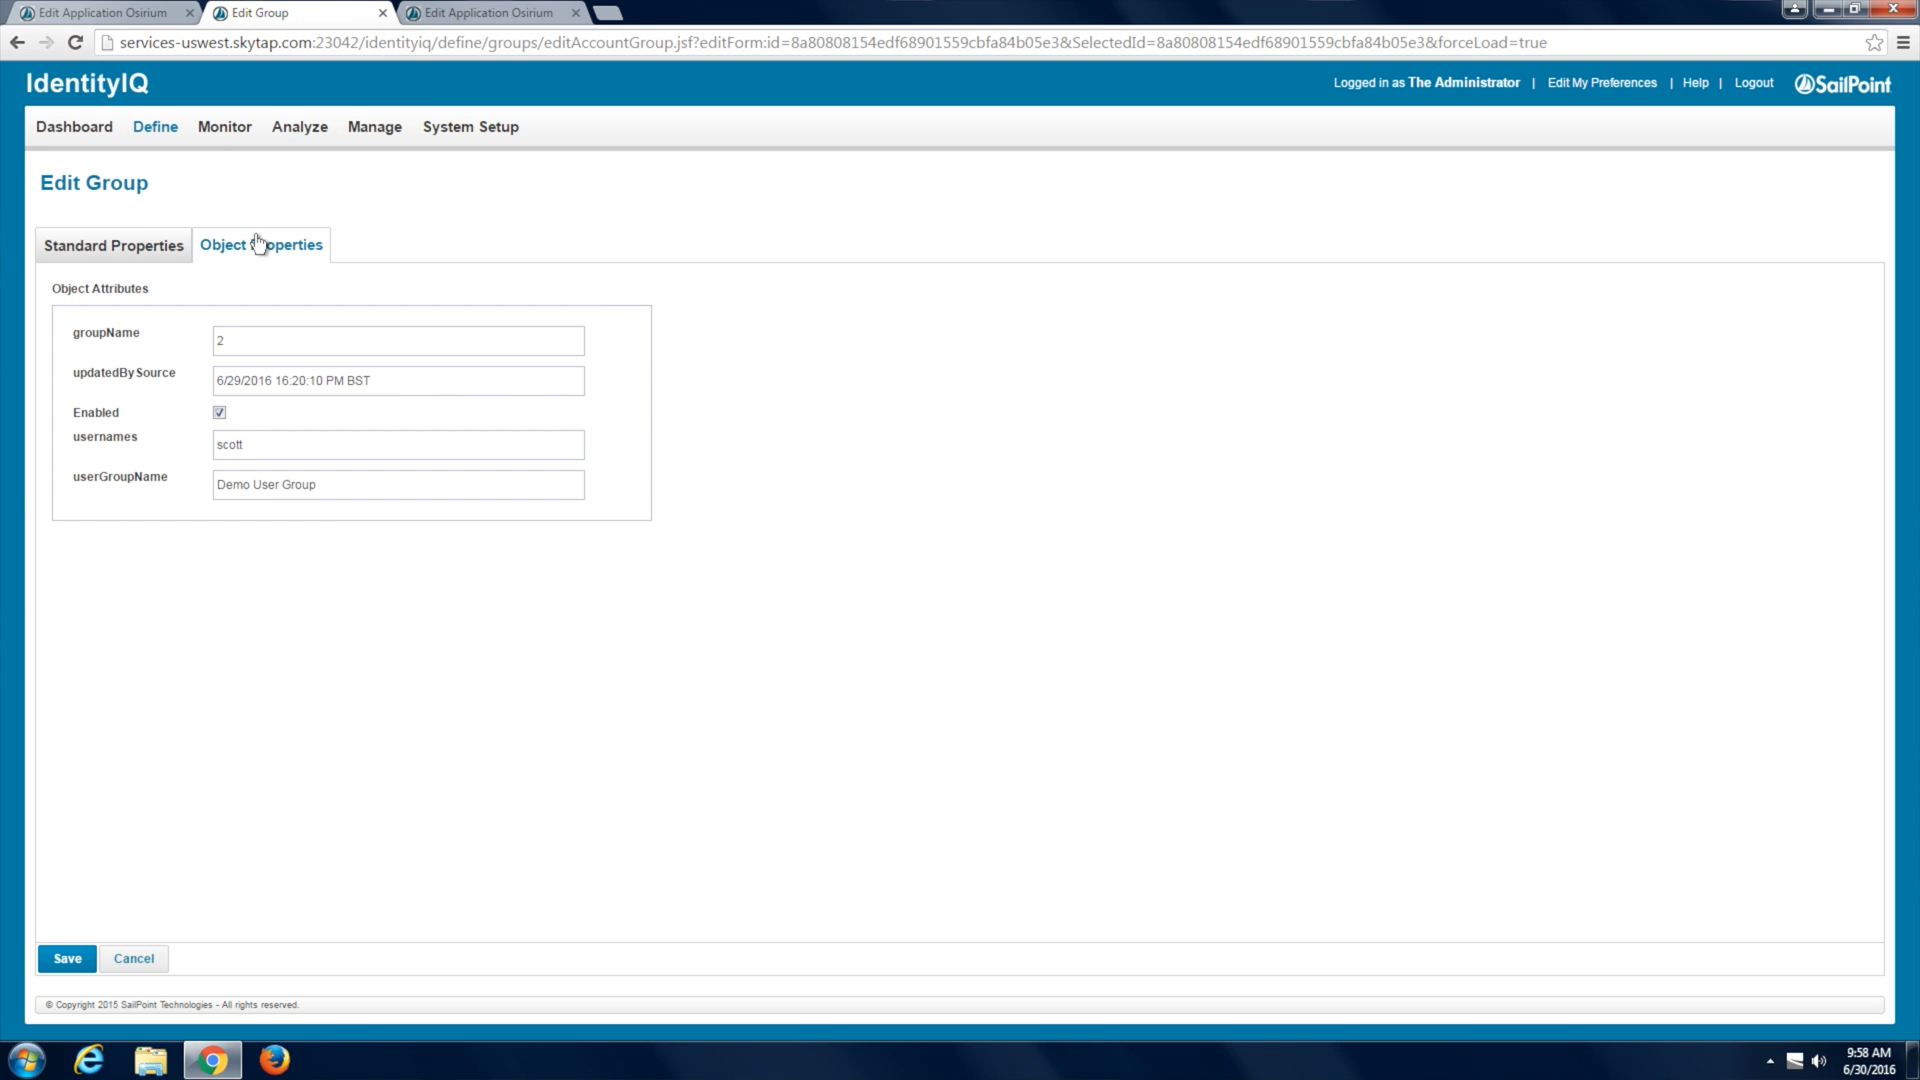 Edit Application Osirium
Edit Group
Edit Application Osirium
services-uswest.skytap.com:23042/identityiq/define/groups/editAccountGroup.jsf?editForm:id=8a80808154edf68901559cbfa84b05e3&SelectedId=8a80808154edf68901559cbfa84b05e3&forceLoad=true
IdentityIQ
Logged in as The Administrator | Edit My Preferences | Help | Logout SailPoint
Dashboard Define Monitor Analyze Manage System Setup
Edit Group
Standard Properties Object Properties
Object Attributes
groupName 2
updatedBySource 6/29/2016 16:20:10 PM BST
Enabled
usernames scott
userGroupName Demo User Group
Save Cancel
© Copyright 2015 SailPoint Technologies - All rights reserved.
9:58 AM
6/30/2016